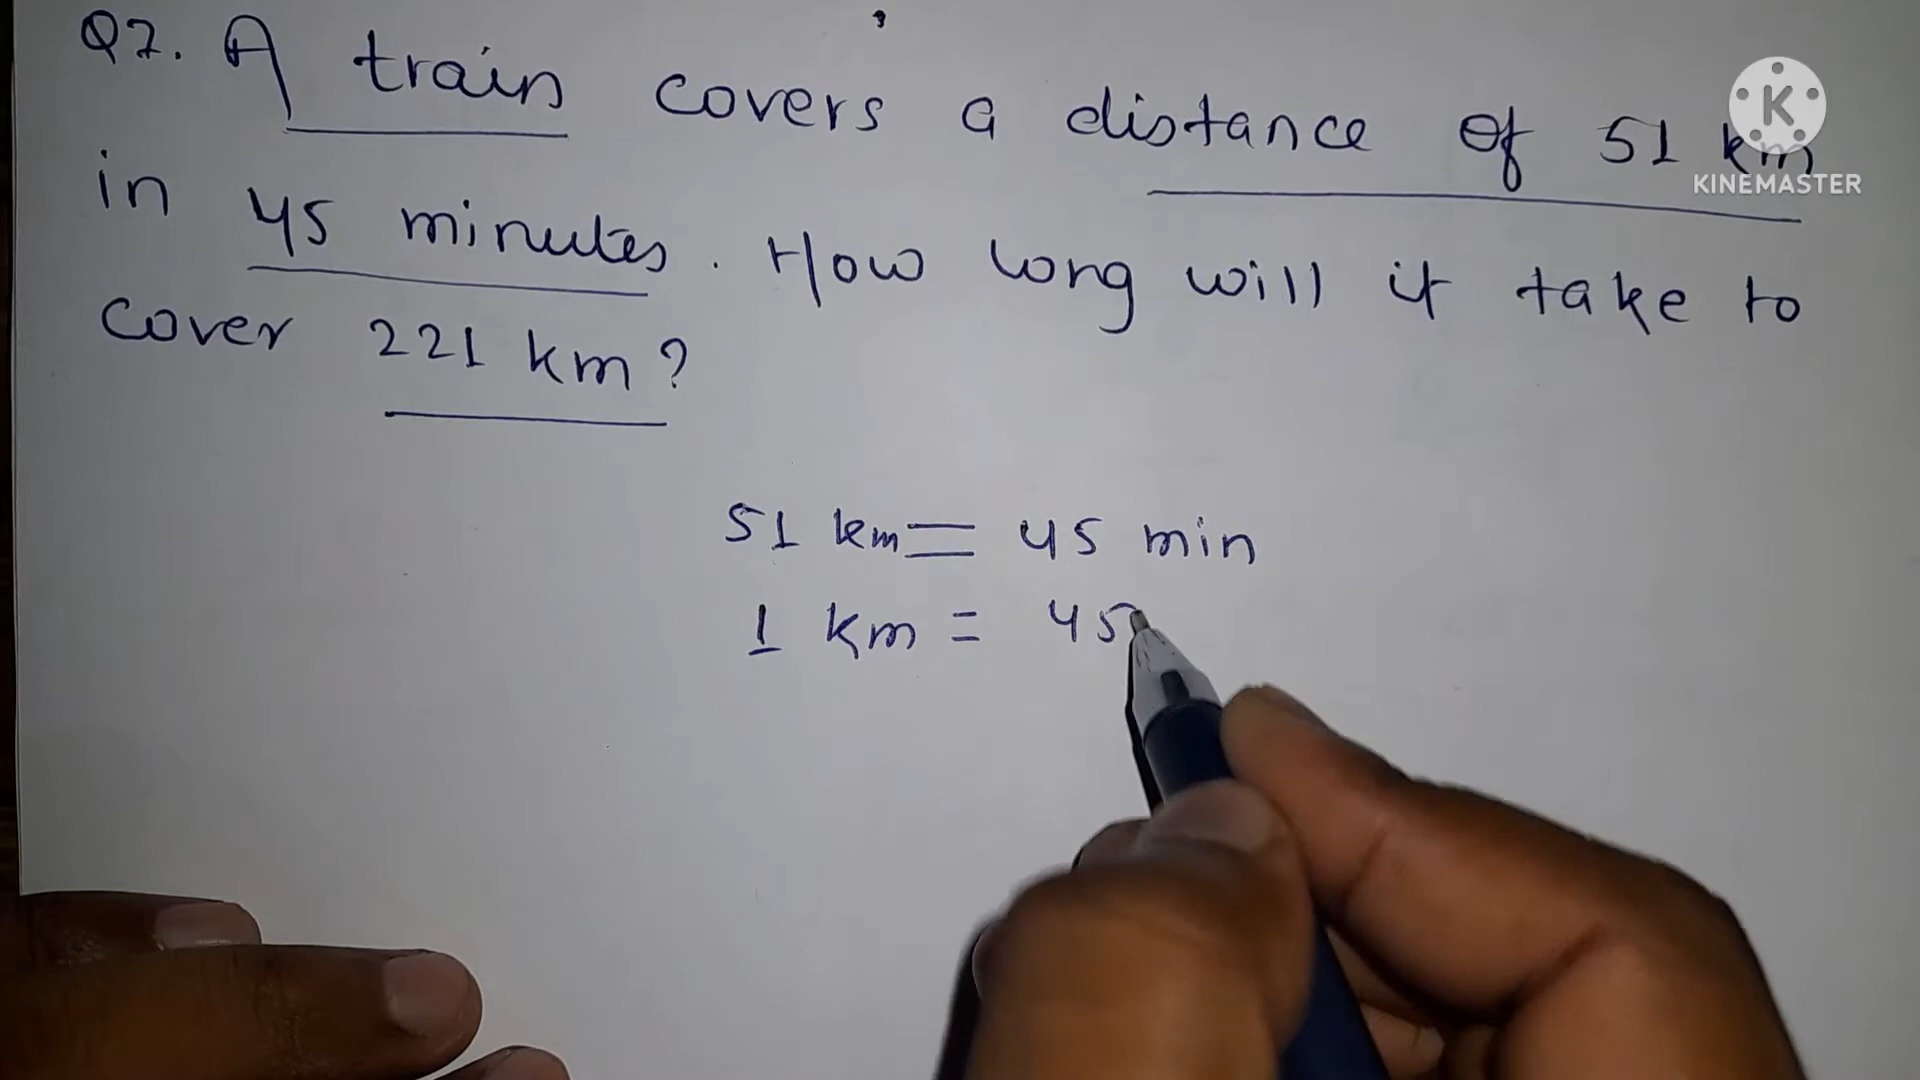 Q7. A train covers a distance of 51 km
in 45 minutes. How long will it take to
cover 221 km?
51 km = 45 min
1 km = 45
K
KINEMASTER